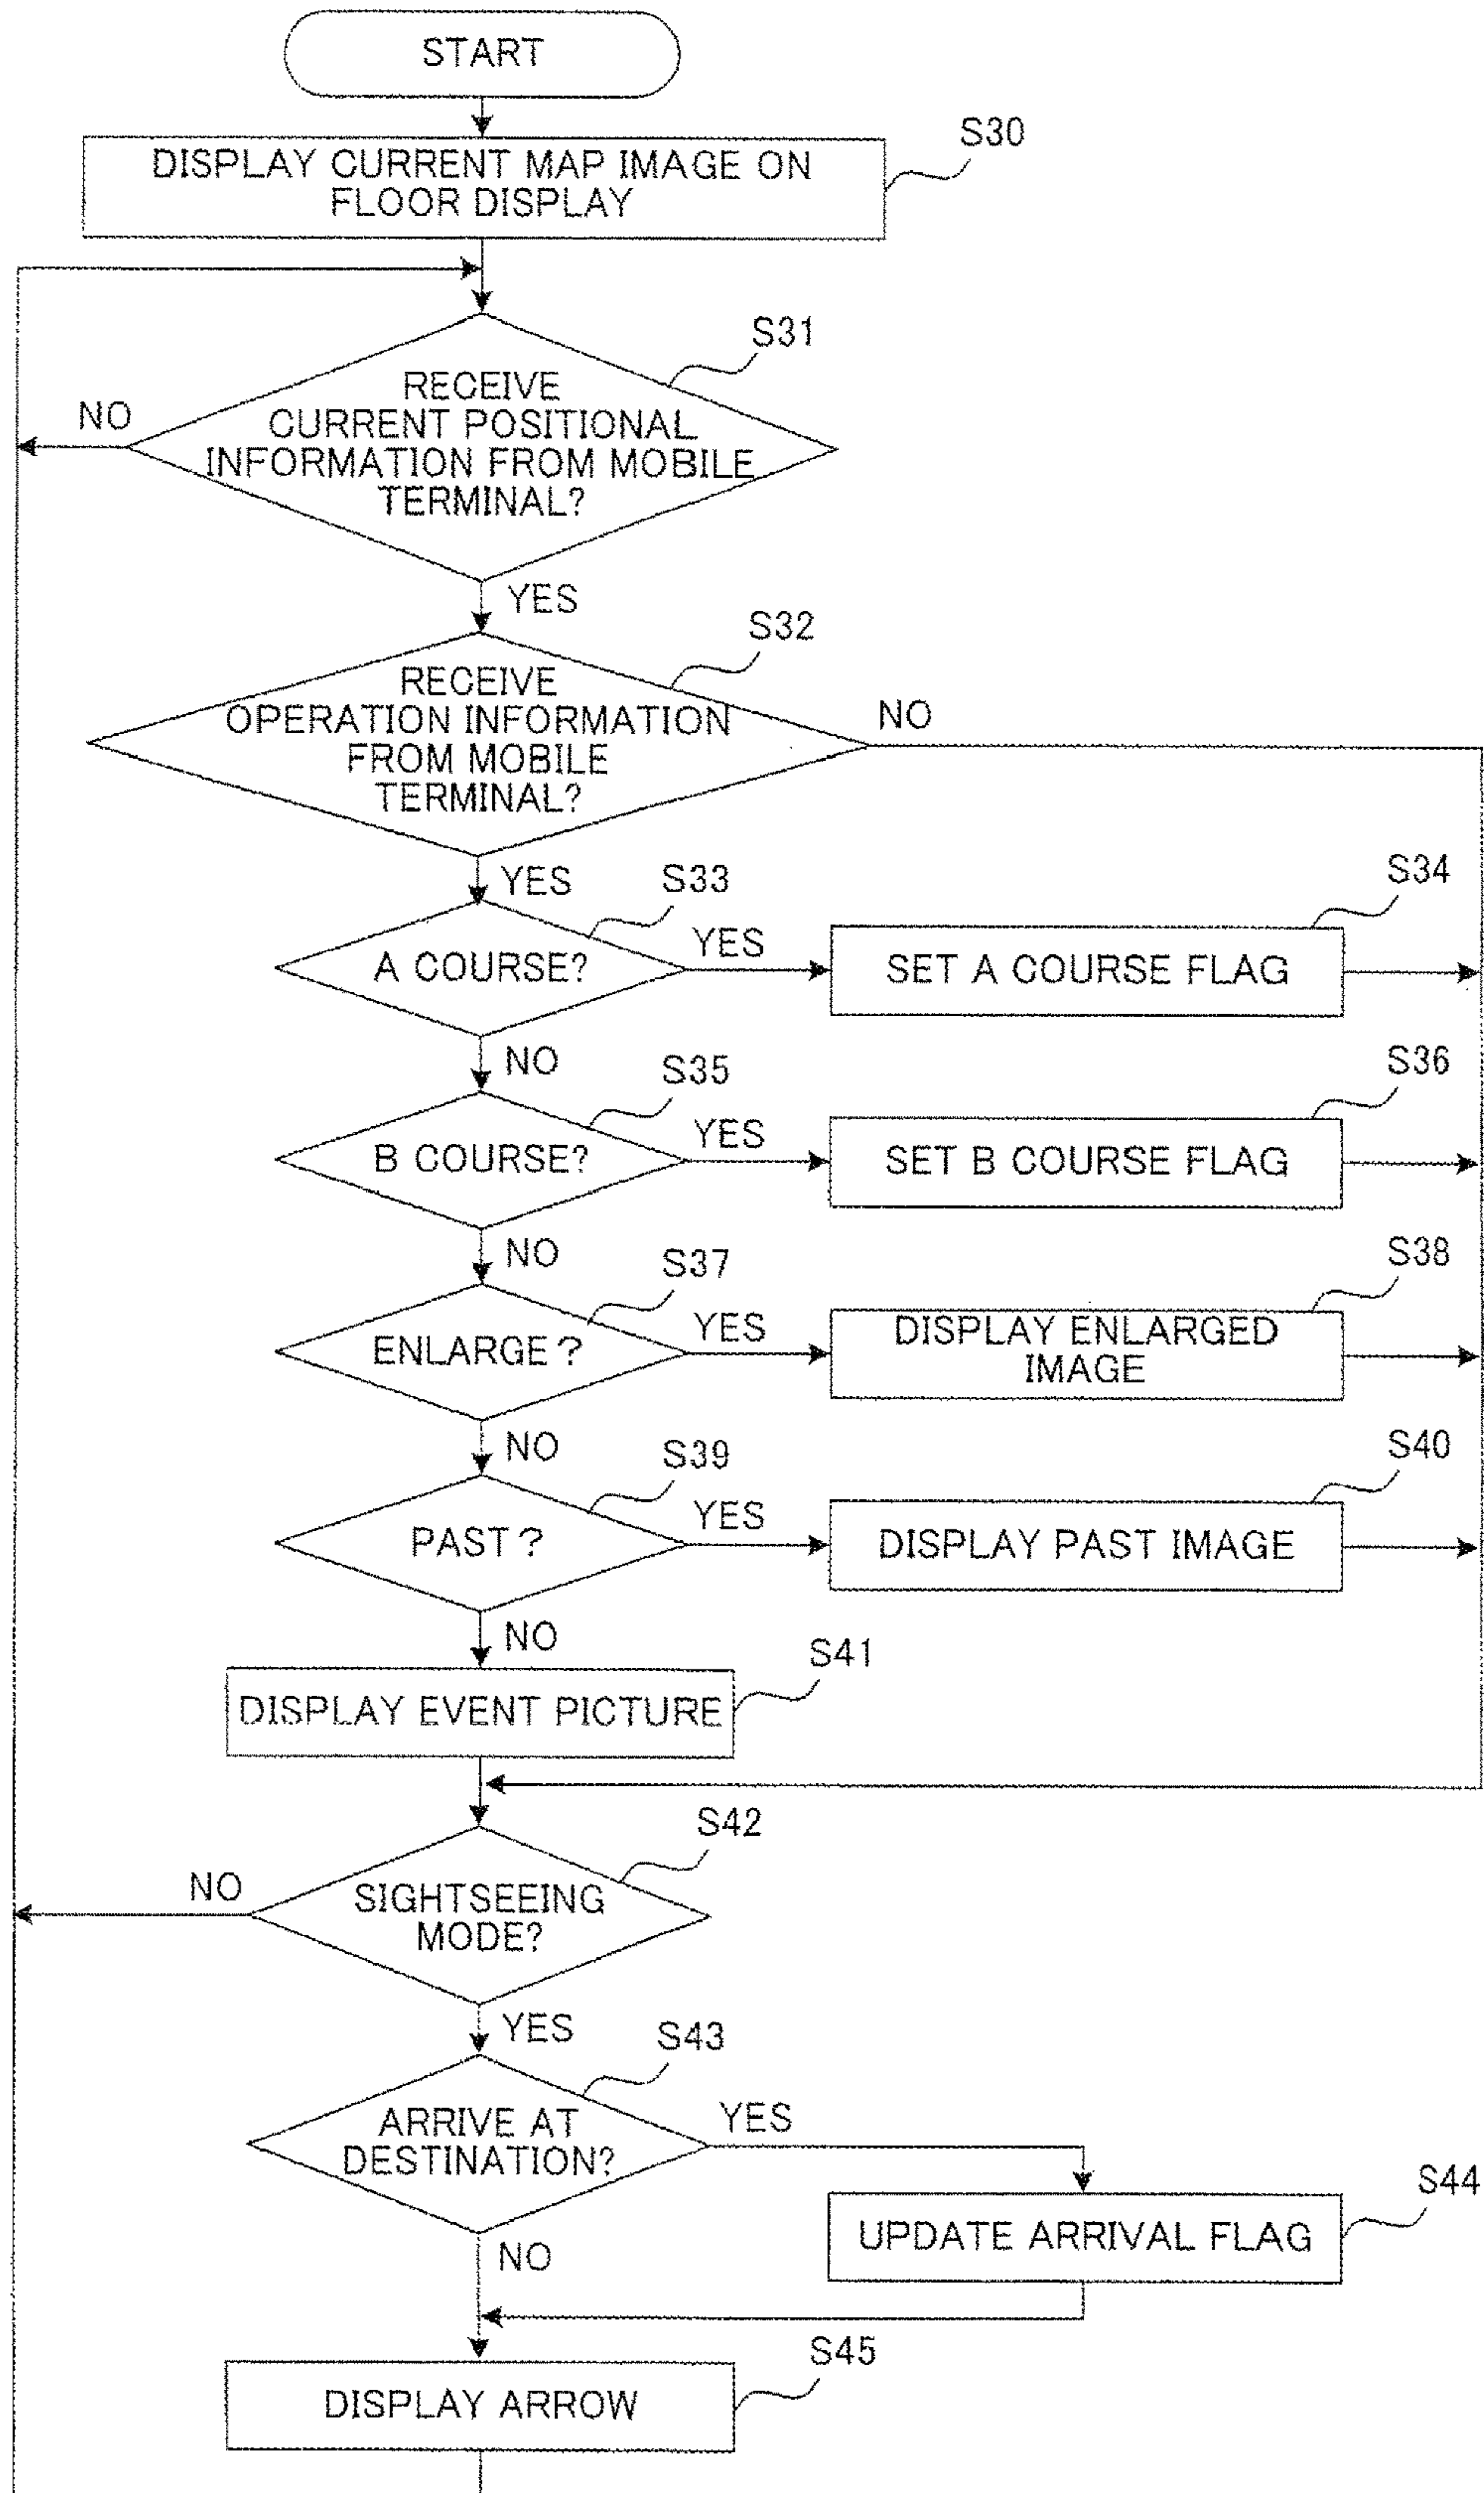 START
S30
DISPLAY CURRENT MAP IMAGE ON
FLOOR DISPLAY
S31
RECEIVE
CURRENT POSITIONAL
INFORMATION FROM MOBILE
TERMINAL?
NO
YES
S32
RECEIVE
OPERATION INFORMATION
FROM MOBILE
TERMINAL?
NO
YES
S33
A COURSE?
YES
S34
SET A COURSE FLAG
NO
S35
B COURSE?
YES
S36
SET B COURSE FLAG
NO
S37
ENLARGE?
YES
S38
DISPLAY ENLARGED
IMAGE
NO
S39
PAST?
YES
S40
DISPLAY PAST IMAGE
NO
S41
DISPLAY EVENT PICTURE
S42
SIGHTSEEING
MODE?
NO
YES
S43
ARRIVE AT
DESTINATION?
YES
S44
UPDATE ARRIVAL FLAG
NO
S45
DISPLAY ARROW